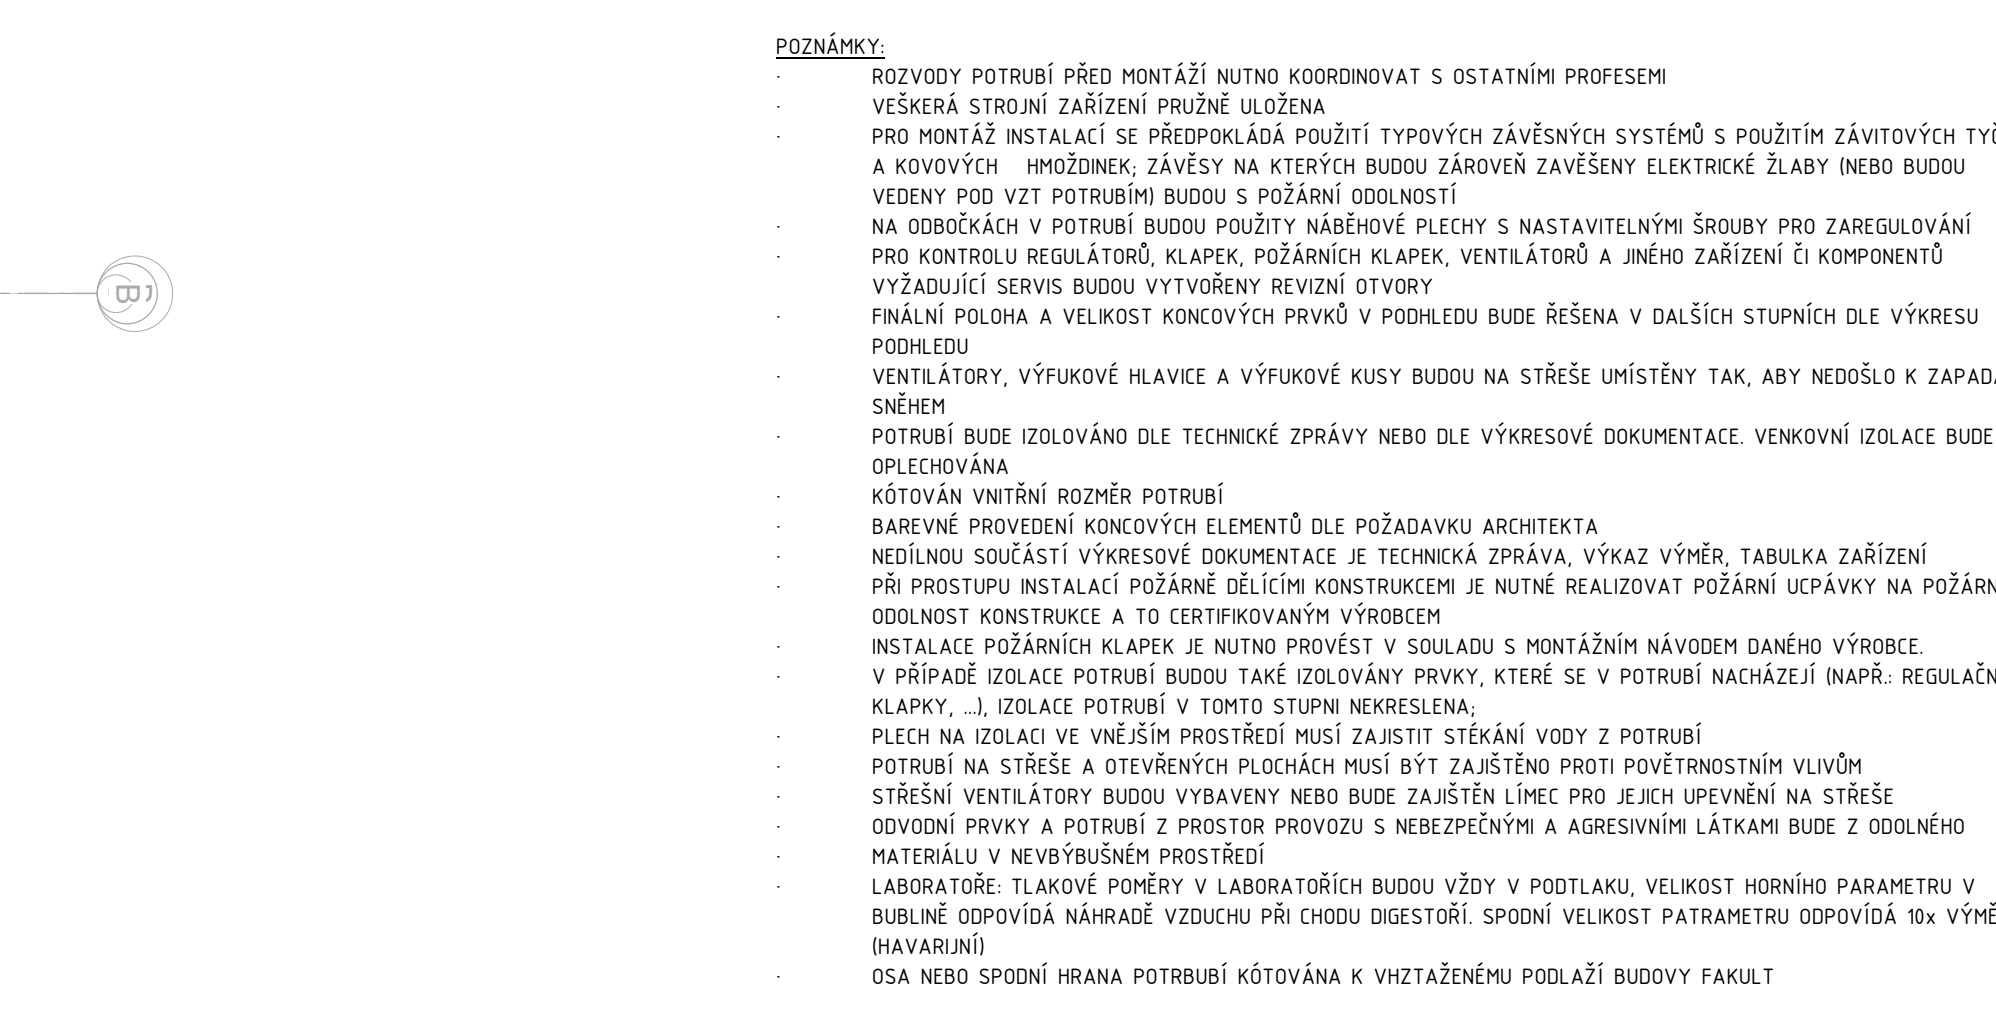 POZNÁMKY:
· ROZVODY POTRUBÍ PŘED MONTÁŽÍ NUTNO KOORDINOVAT S OSTATNÍMI PROFESEMI
· VEŠKERÁ STROJNÍ ZAŘÍZENÍ PRUŽNĚ ULOŽENA
· PRO MONTÁŽ INSTALACÍ SE PŘEDPOKLÁDÁ POUŽITÍ TYPOVÝCH ZÁVĚSNÝCH SYSTÉMŮ S POUŽITÍM ZÁVITOVÝCH TYČ
A KOVOVÝCH HMOŽDINEK; ZÁVĚSY NA KTERÝCH BUDOU ZÁROVEŇ ZAVĚŠENY ELEKTRICKÉ ŽLABY (NEBO BUDOU
VEDENY POD VZT POTRUBÍM) BUDOU S POŽÁRNÍ ODOLNOSTÍ
· NA ODBOČKÁCH V POTRUBÍ BUDOU POUŽITY NÁBĚHOVÉ PLECHY S NASTAVITELNÝMI ŠROUBY PRO ZAREGULOVÁNÍ
· PRO KONTROLU REGULÁTORŮ, KLAPEK, POŽÁRNÍCH KLAPEK, VENTILÁTORŮ A JINÉHO ZAŘÍZENÍ ČI KOMPONENTŮ
VYŽADUJÍCÍ SERVIS BUDOU VYTVOŘENY REVIZNÍ OTVORY
· FINÁLNÍ POLOHA A VELIKOST KONCOVÝCH PRVKŮ V PODHLEDU BUDE ŘEŠENA V DALŠÍCH STUPNÍCH DLE VÝKRESU
PODHLEDU
· VENTILÁTORY, VÝFUKOVÉ HLAVICE A VÝFUKOVÉ KUSY BUDOU NA STŘEŠE UMÍSTĚNY TAK, ABY NEDOŠLO K ZAPADÁ
SNĚHEM
· POTRUBÍ BUDE IZOLOVÁNO DLE TECHNICKÉ ZPRÁVY NEBO DLE VÝKRESOVÉ DOKUMENTACE. VENKOVNÍ IZOLACE BUDE
OPLECHOVÁNA
· KÓTOVÁN VNITŘNÍ ROZMĚR POTRUBÍ
· BAREVNÉ PROVEDENÍ KONCOVÝCH ELEMENTŮ DLE POŽADAVKU ARCHITEKTA
· NEDÍLNOU SOUČÁSTÍ VÝKRESOVÉ DOKUMENTACE JE TECHNICKÁ ZPRÁVA, VÝKAZ VÝMĚR, TABULKA ZAŘÍZENÍ
· PŘI PROSTUPU INSTALACÍ POŽÁRNĚ DĚLÍCÍMI KONSTRUKCEMI JE NUTNÉ REALIZOVAT POŽÁRNÍ UCPÁVKY NA POŽÁRN
ODOLNOST KONSTRUKCE A TO CERTIFIKOVANÝM VÝROBCEM
· INSTALACE POŽÁRNÍCH KLAPEK JE NUTNO PROVÉST V SOULADU S MONTÁŽNÍM NÁVODEM DANÉHO VÝROBCE.
· V PŘÍPADĚ IZOLACE POTRUBÍ BUDOU TAKÉ IZOLOVÁNY PRVKY, KTERÉ SE V POTRUBÍ NACHÁZEJÍ (NAPŘ.: REGULAČN
KLAPKY, ...), IZOLACE POTRUBÍ V TOMTO STUPNI NEKRESLENA;
· PLECH NA IZOLACI VE VNĚJŠÍM PROSTŘEDÍ MUSÍ ZAJISTIT STÉKÁNÍ VODY Z POTRUBÍ
· POTRUBÍ NA STŘEŠE A OTEVŘENÝCH PLOCHÁCH MUSÍ BÝT ZAJIŠTĚNO PROTI POVĚTRNOSTNÍM VLIVŮM
· STŘEŠNÍ VENTILÁTORY BUDOU VYBAVENY NEBO BUDE ZAJIŠTĚN LÍMEC PRO JEJICH UPEVNĚNÍ NA STŘEŠE
· ODVODNÍ PRVKY A POTRUBÍ Z PROSTOR PROVOZU S NEBEZPEČNÝMI A AGRESIVNÍMI LÁTKAMI BUDE Z ODOLNÉHO
· MATERIÁLU V NEVBÝBUŠNÉM PROSTŘEDÍ
· LABORATOŘE: TLAKOVÉ POMĚRY V LABORATOŘÍCH BUDOU VŽDY V PODTLAKU, VELIKOST HORNÍHO PARAMETRU V
BUBLINĚ ODPOVÍDÁ NÁHRADĚ VZDUCHU PŘI CHODU DIGESTOŘÍ. SPODNÍ VELIKOST PATRAMETRU ODPOVÍDÁ 10x VÝMĚ
(HAVARIJNÍ)
· OSA NEBO SPODNÍ HRANA POTRBUBÍ KÓTOVÁNA K VHZTAŽENÉMU PODLAŽÍ BUDOVY FAKULT